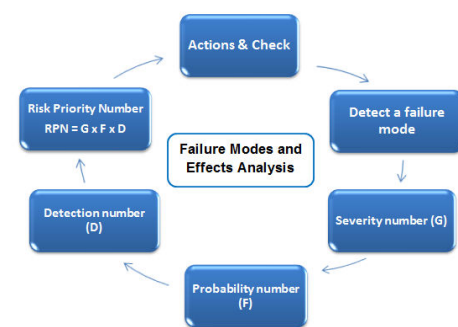 Actions & Check
Detect a failure
mode
Severity number (G)
Probability number
(F)
Detection number
(D)
Risk Priority Number
RPN = G x F x D
Failure Modes and
Effects Analysis